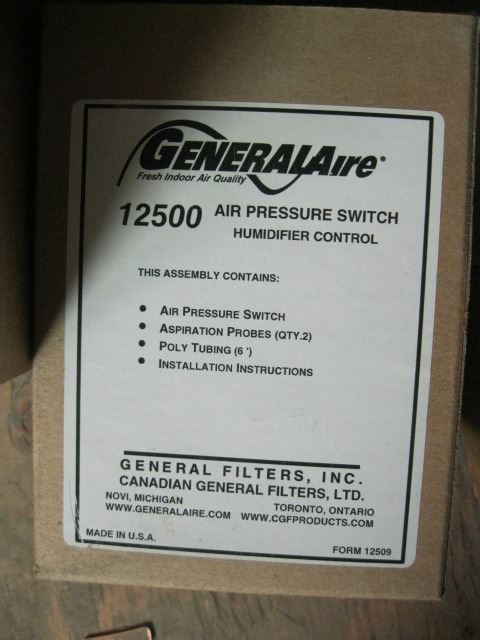 GENERALAIRE®
Fresh Indoor Air Quality
12500 AIR PRESSURE SWITCH
HUMIDIFIER CONTROL
THIS ASSEMBLY CONTAINS:
• AIR PRESSURE SWITCH
• ASPIRATION PROBES (QTY.2)
• POLY TUBING (6 ')
• INSTALLATION INSTRUCTIONS
GENERAL FILTERS, INC.
CANADIAN GENERAL FILTERS, LTD.
NOVI, MICHIGAN TORONTO, ONTARIO
WWW.GENERALAIRE.COM WWW.CGFPRODUCTS.COM
MADE IN U.S.A. FORM 12509